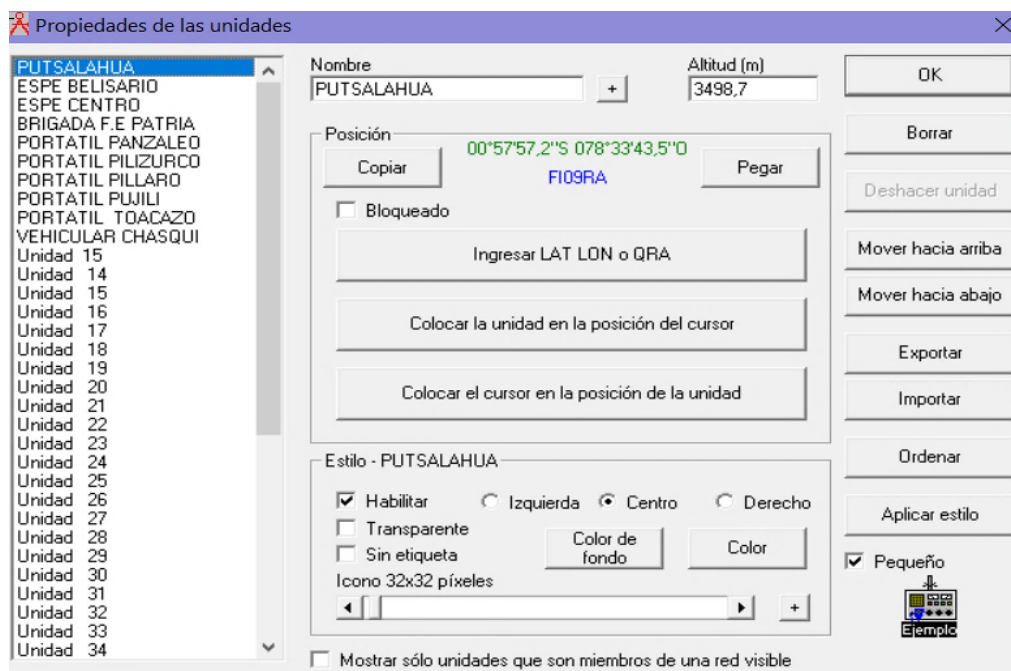 Propiedades de las unidades
PUTSALAHUA
ESPE BELISARIO
ESPE CENTRO
BRIGADA F.E PATRIA
PORTATIL PANZALEO
PORTATIL PILIZURCO
PORTATIL PILLARO
PORTATIL PUJILI
PORTATIL  TOACAZO
VEHICULAR CHASQUI
Unidad  15
Unidad  14
Unidad  15
Unidad  16
Unidad  17
Unidad  18
Unidad  19
Unidad  20
Unidad  21
Unidad  22
Unidad  23
Unidad  24
Unidad  25
Unidad  26
Unidad  27
Unidad  28
Unidad  29
Unidad  30
Unidad  31
Unidad  32
Unidad  33
Unidad  34
Nombre
PUTSALAHUA
+
Altitud (m)
3498,7
Posición
Copiar
00°57'57,2''S 078°33'43,5''O
FI09RA
Pegar
Bloqueado
Ingresar LAT LON o QRA
Colocar la unidad en la posición del cursor
Colocar el cursor en la posición de la unidad
Estilo - PUTSALAHUA
Habilitar
Izquierda
Centro
Derecho
Transparente
Sin etiqueta
Color de
fondo
Color
Icono 32x32 píxeles
+
Mostrar sólo unidades que son miembros de una red visible
OK
Borrar
Deshacer unidad
Mover hacia arriba
Mover hacia abajo
Exportar
Importar
Ordenar
Aplicar estilo
Pequeño
Ejemplo